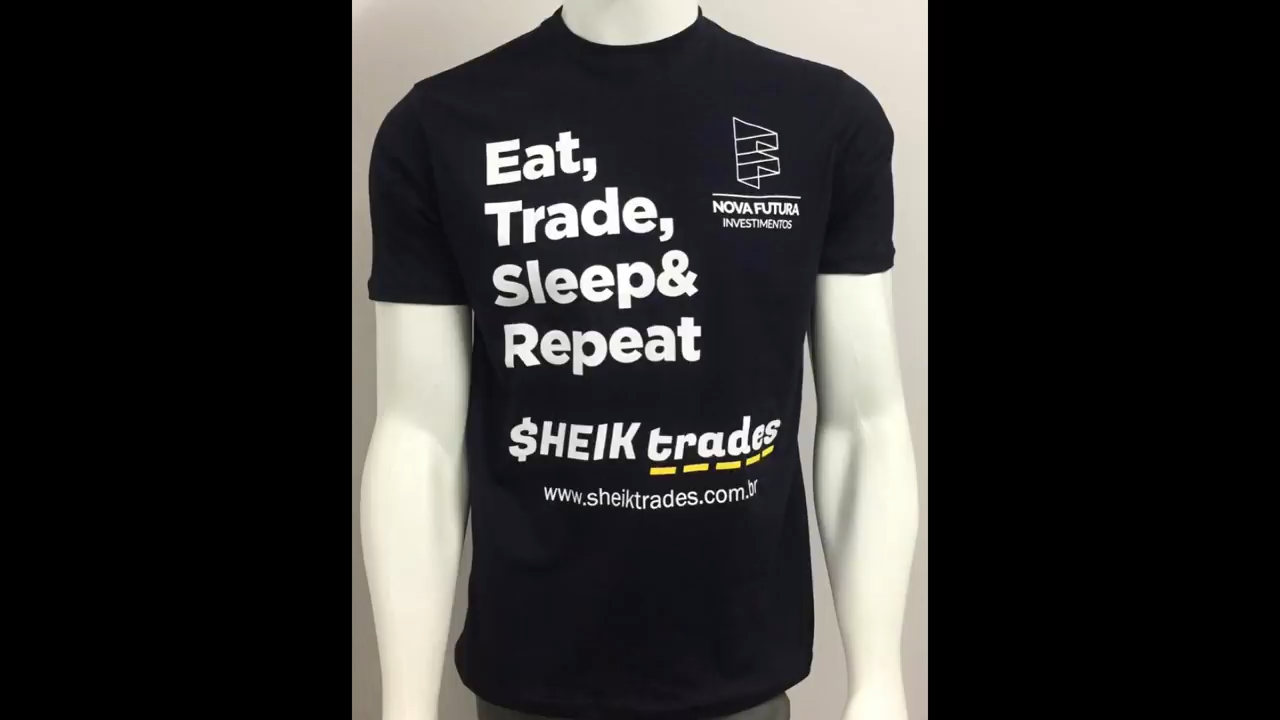 Eat,
Trade,
Sleep&
Repeat
NOVA FUTURA
INVESTIMENTOS
$HEIK trades
www.sheiktrades.com.br